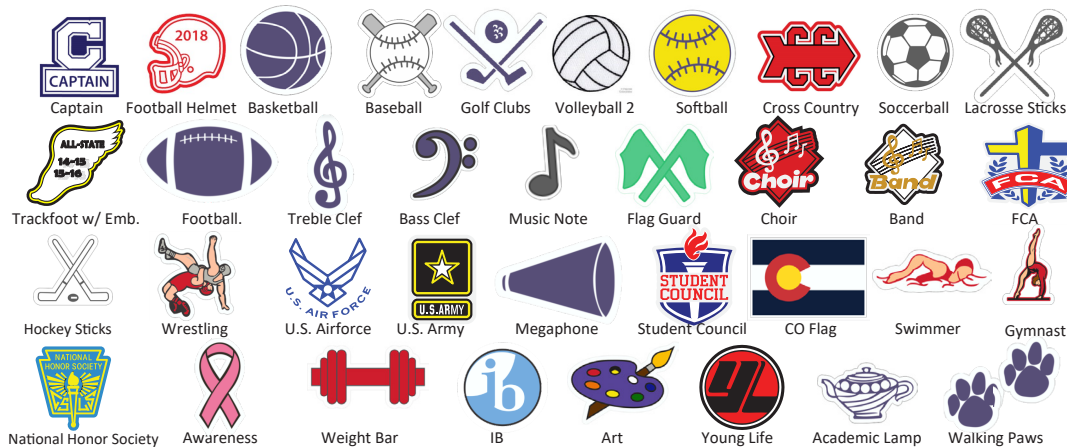 C
CAPTAIN
2018
Captain
Football Helmet
Basketball
Baseball
Golf Clubs
Volleyball 2
Softball
CC
Cross Country
Soccerball
Lacrosse Sticks
ALL-STATE
14-15
15-16
Trackfoot w/ Emb.
Football.
Treble Clef
Bass Clef
Music Note
Flag Guard
Choir
Choir
Band
Band
FCA
FCA
Hockey Sticks
Wrestling
U.S. AIR FORCE
U.S. Airforce
U.S.ARMY
U.S. Army
Megaphone
STUDENT
COUNCIL
Student Council
CO Flag
Swimmer
Gymnast
NATIONAL
HONOR SOCIETY
National Honor Society
Awareness
Weight Bar
ib
IB
Art
YL
Young Life
Academic Lamp
Walking Paws